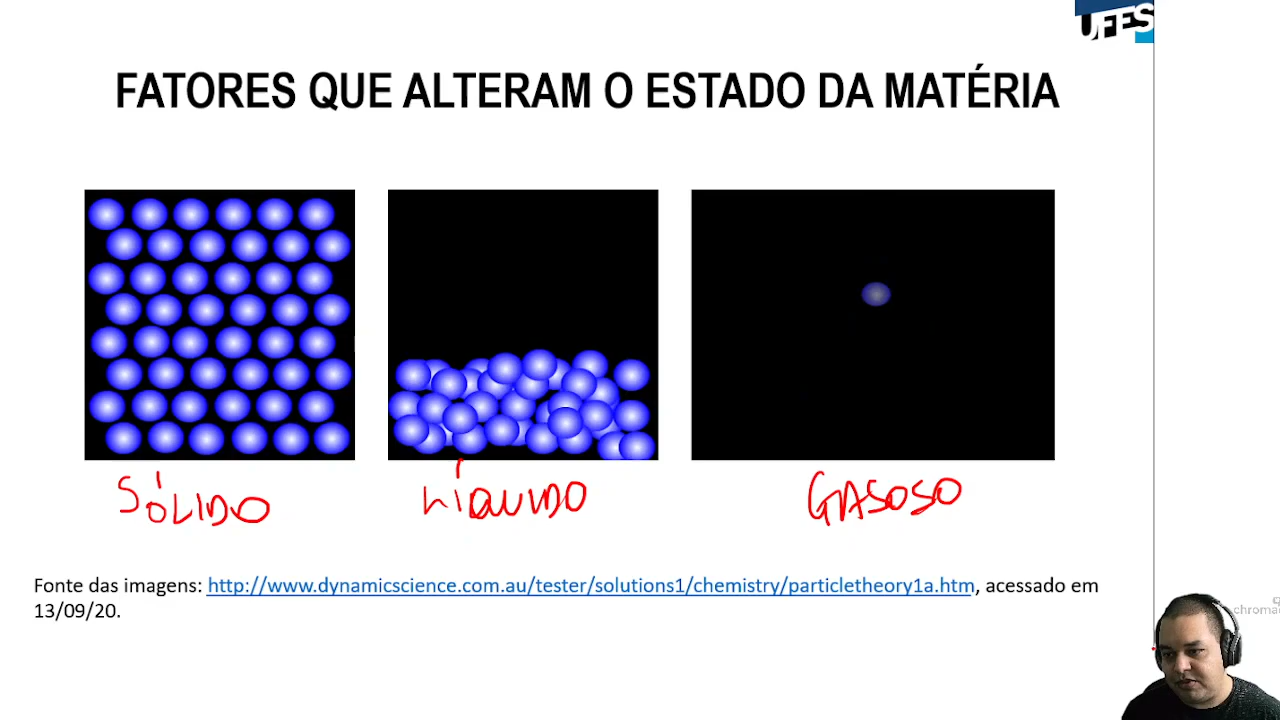 UFES
FATORES QUE ALTERAM O ESTADO DA MATÉRIA
SÓLIDO
LÍQUIDO
GASOSO
Fonte das imagens: http://www.dynamicscience.com.au/tester/solutions1/chemistry/particletheory1a.htm, acessado em
13/09/20.